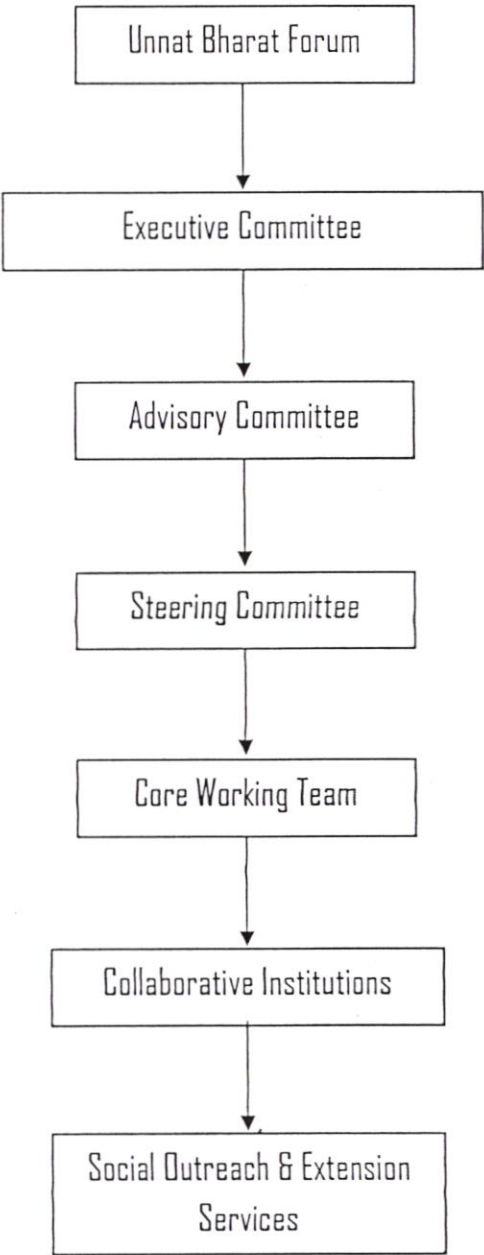 Unnat Bharat Forum
Executive Committee
Advisory Committee
Steering Committee
Core Working Team
Collaborative Institutions
Social Outreach & Extension
Services